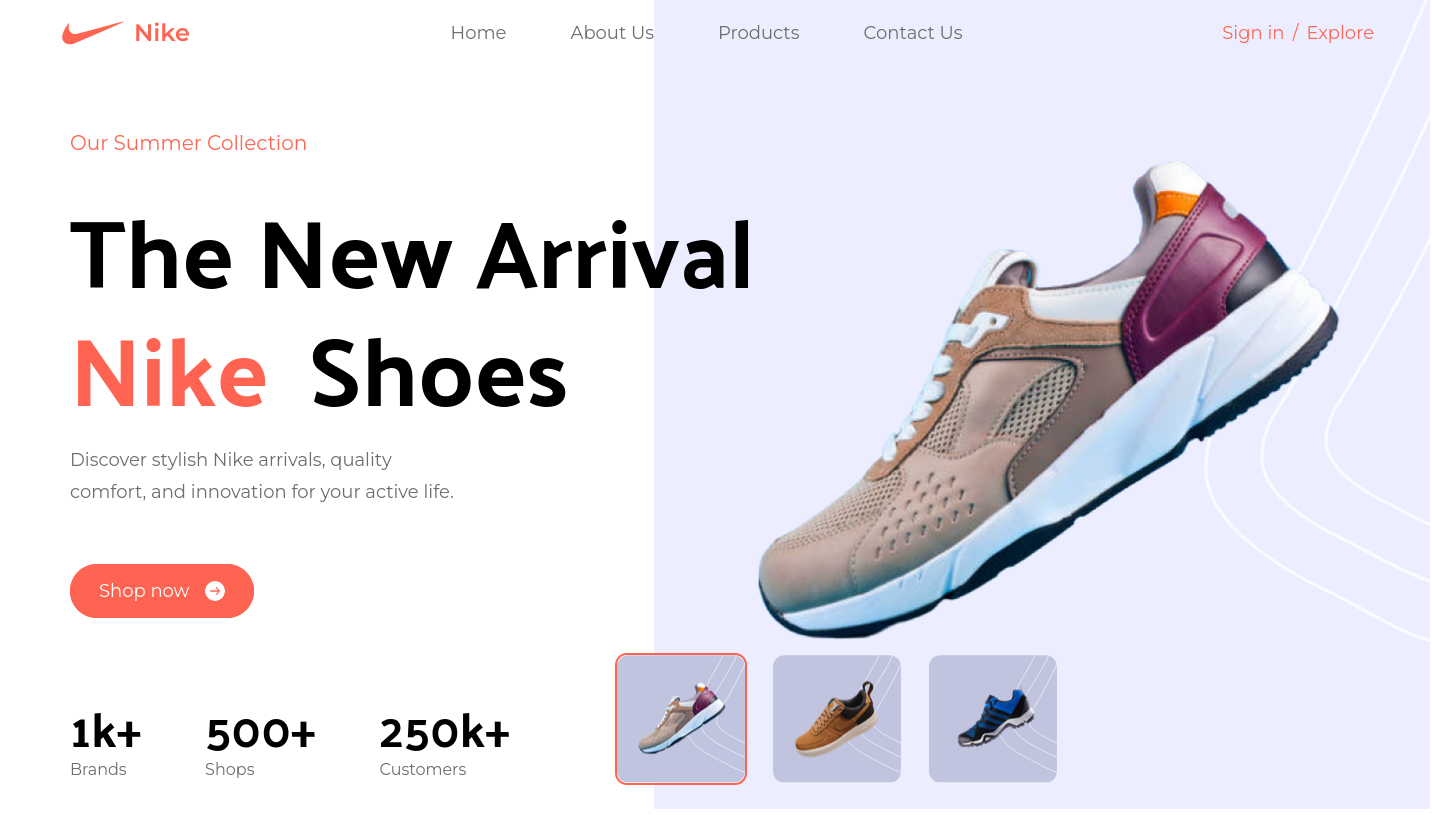 Nike
Home
About Us
Products
Contact Us
Sign in / Explore
Our Summer Collection
The New Arrival
Nike Shoes
Discover stylish Nike arrivals, quality
comfort, and innovation for your active life.
Shop now
1k+
Brands
500+
Shops
250k+
Customers